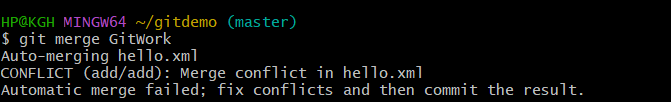 HP@KGH MINGW64 ~/gitdemo (master)
$ git merge GitWork
Auto-merging hello.xml
CONFLICT (add/add): Merge conflict in hello.xml
Automatic merge failed; fix conflicts and then commit the result.